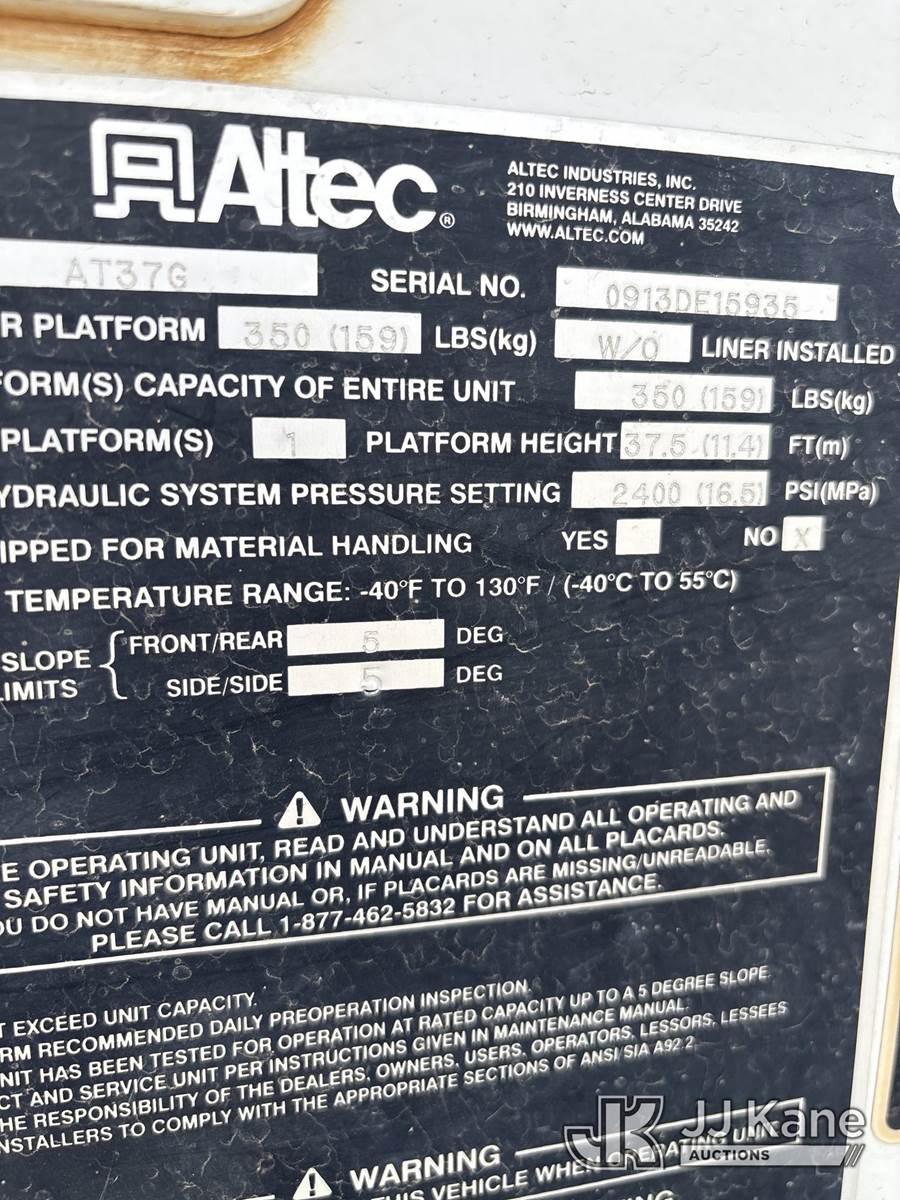 Altec®
ALTEC INDUSTRIES, INC.
210 INVERNESS CENTER DRIVE
BIRMINGHAM, ALABAMA 35242
WWW.ALTEC.COM
AT37G SERIAL NO. 0913DE15935
R PLATFORM 350 (159) LBS(kg) W/O LINER INSTALLED
FORM(S) CAPACITY OF ENTIRE UNIT 350 (159) LBS(kg)
PLATFORM(S) 1 PLATFORM HEIGHT 37.5 (11.4) FT(m)
YDRAULIC SYSTEM PRESSURE SETTING 2400 (16.5) PSI(MPa)
IPPED FOR MATERIAL HANDLING YES NO X
TEMPERATURE RANGE: -40°F TO 130°F / (-40°C TO 55°C)
SLOPE FRONT/REAR 5 DEG
IMITS SIDE/SIDE 5 DEG
WARNING
E OPERATING UNIT, READ AND UNDERSTAND ALL OPERATING AND
SAFETY INFORMATION IN MANUAL AND ON ALL PLACARDS.
OU DO NOT HAVE MANUAL OR, IF PLACARDS ARE MISSING/UNREADABLE,
PLEASE CALL 1-877-462-5832 FOR ASSISTANCE.
T EXCEED UNIT CAPACITY.
RM RECOMMENDED DAILY PREOPERATION INSPECTION.
NIT HAS BEEN TESTED FOR OPERATION AT RATED CAPACITY UP TO A 5 DEGREE SLOPE.
CT AND SERVICE UNIT PER INSTRUCTIONS GIVEN IN MAINTENANCE MANUAL.
HE RESPONSIBILITY OF THE DEALERS, OWNERS, USERS, OPERATORS, LESSORS, LESSEES
NSTALLERS TO COMPLY WITH THE APPROPRIATE SECTIONS OF ANSI/SIA A92.2.
WARNING
THIS VEHICLE WHEN OPERATING UNIT
JK JJ Kane
AUCTIONS